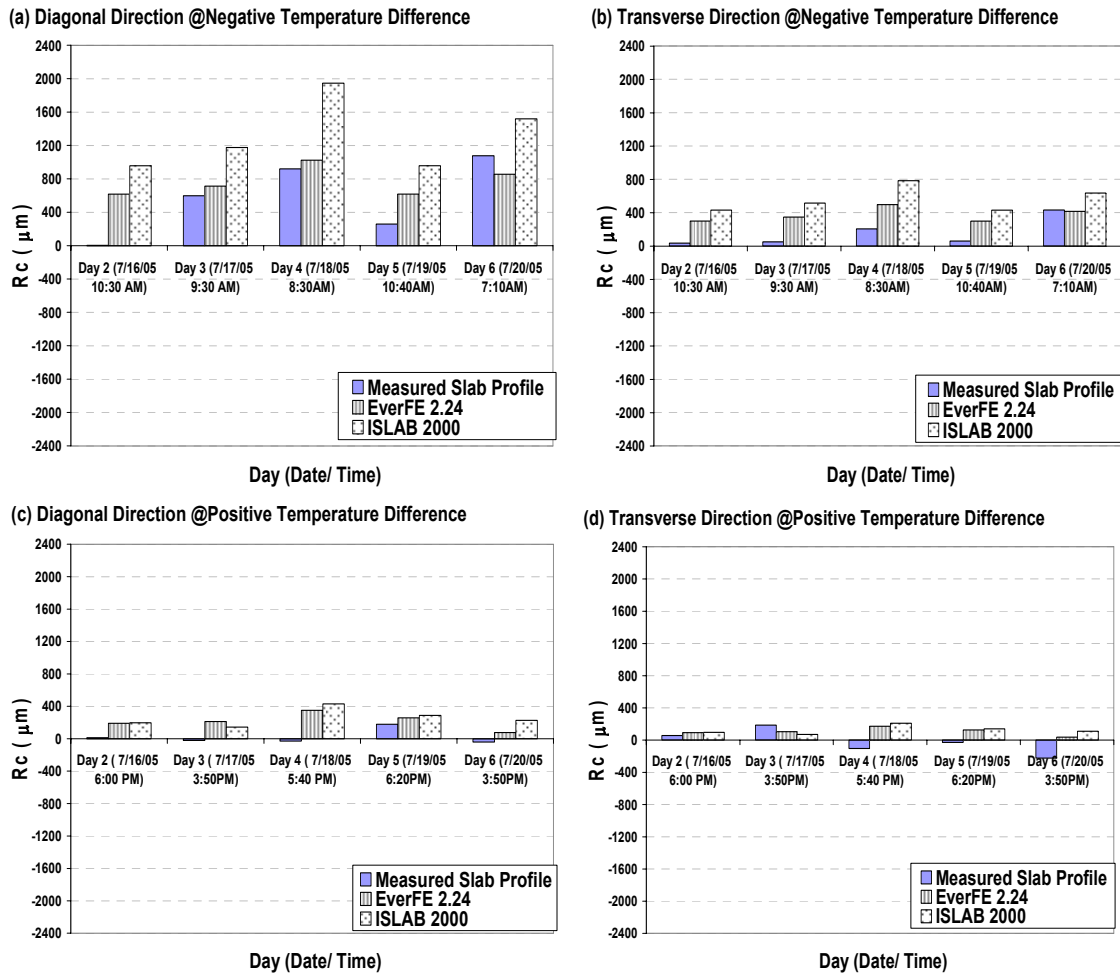 (a) Diagonal Direction @Negative Temperature Difference
2400
2000
1600
1200
800
400
0
-400
-800
-1200
-1600
-2000
-2400
Rc ( μm)
Day 2 (7/16/05 10:30 AM)
Day 3 (7/17/05 9:30 AM)
Day 4 (7/18/05 8:30AM)
Day 5 (7/19/05 10:40AM)
Day 6 (7/20/05 7:10AM)
Measured Slab Profile
EverFE 2.24
ISLAB 2000
Day (Date/ Time)
(b) Transverse Direction @Negative Temperature Difference
2400
2000
1600
1200
800
400
0
-400
-800
-1200
-1600
-2000
-2400
Rc ( μm)
Day 2 (7/16/05 10:30 AM)
Day 3 (7/17/05 9:30 AM)
Day 4 (7/18/05 8:30AM)
Day 5 (7/19/05 10:40AM)
Day 6 (7/20/05 7:10AM)
Measured Slab Profile
EverFE 2.24
ISLAB 2000
Day (Date/ Time)
(c) Diagonal Direction @Positive Temperature Difference
2400
2000
1600
1200
800
400
0
-400
-800
-1200
-1600
-2000
-2400
Rc ( μm)
Day 2 ( 7/16/05 6:00 PM)
Day 3 ( 7/17/05 3:50PM)
Day 4 ( 7/18/05 5:40 PM)
Day 5 (7/19/05 6:20PM)
Day 6 (7/20/05 3:50PM)
Measured Slab Profile
EverFE 2.24
ISLAB 2000
Day (Date/ Time)
(d) Transverse Direction @Positive Temperature Difference
2400
2000
1600
1200
800
400
0
-400
-800
-1200
-1600
-2000
-2400
Rc ( μm)
Day 2 ( 7/16/05 6:00 PM)
Day 3 ( 7/17/05 3:50PM)
Day 4 ( 7/18/05 5:40 PM)
Day 5 (7/19/05 6:20PM)
Day 6 (7/20/05 3:50PM)
Measured Slab Profile
EverFE 2.24
ISLAB 2000
Day (Date/ Time)